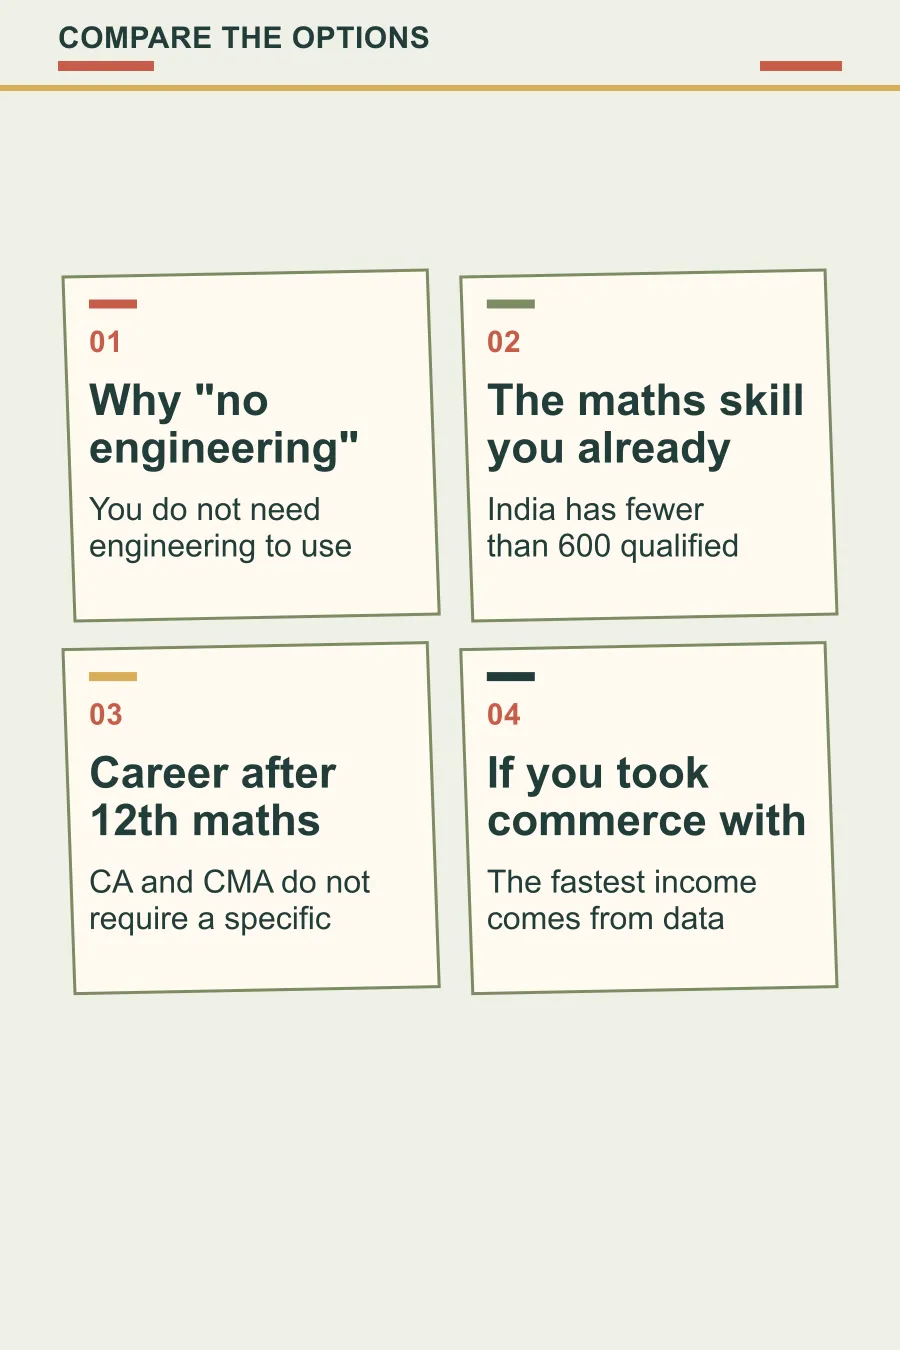 COMPARE THE OPTIONS
01
Why "no
engineering"
You do not need
engineering to use
02
The maths skill
you already
India has fewer
than 600 qualified
03
Career after
12th maths
CA and CMA do not
require a specific
04
If you took
commerce with
The fastest income
comes from data